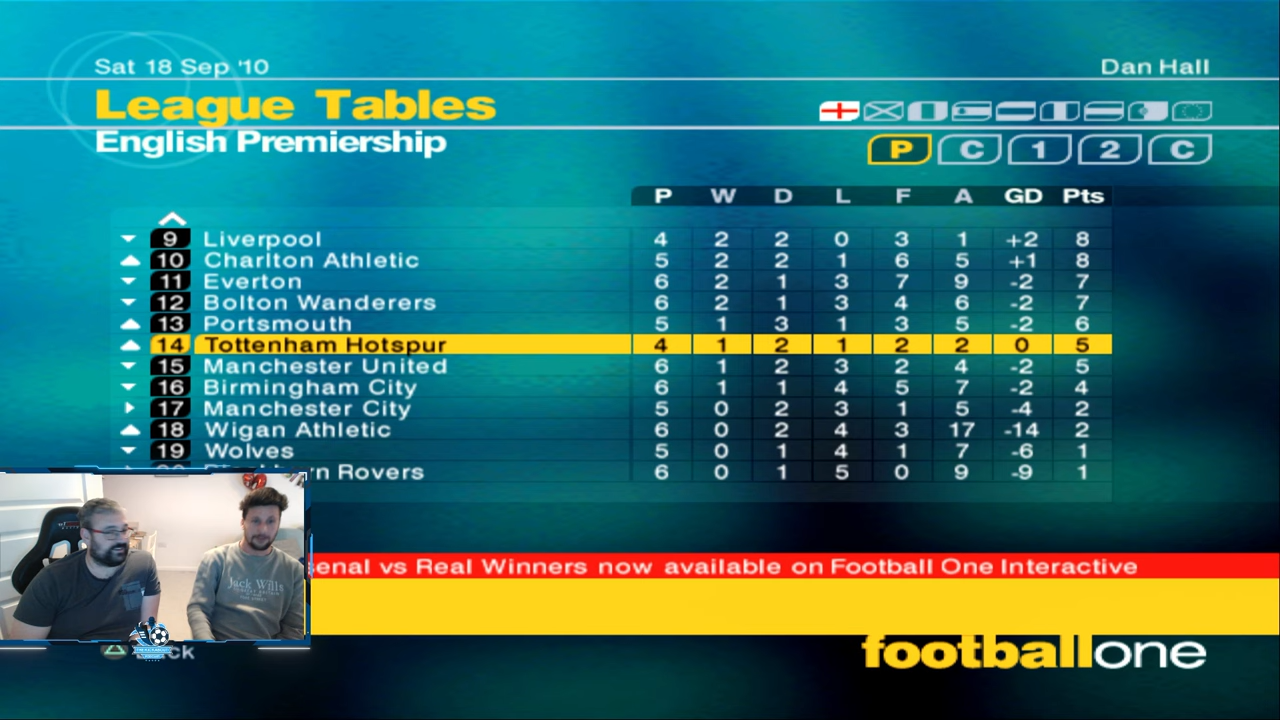 Sat 18 Sep '10
Dan Hall
League Tables
English Premiership
P C 1 2 C
P W D L F A GD Pts
9 Liverpool 4 2 2 0 3 1 +2 8
10 Charlton Athletic 5 2 2 1 6 5 +1 8
11 Everton 6 2 1 3 7 9 -2 7
12 Bolton Wanderers 6 2 1 3 4 6 -2 7
13 Portsmouth 5 1 3 1 3 5 -2 6
14 Tottenham Hotspur 4 1 2 1 2 2 0 5
15 Manchester United 6 1 2 3 2 4 -2 5
16 Birmingham City 6 1 1 4 5 7 -2 4
17 Manchester City 5 0 2 3 1 5 -4 2
18 Wigan Athletic 6 0 2 4 3 17 -14 2
19 Wolves 5 0 1 4 1 7 -6 1
Rovers 6 0 1 5 0 9 -9 1
vs Real Winners now available on Football One Interactive
Jack Wills
footballone